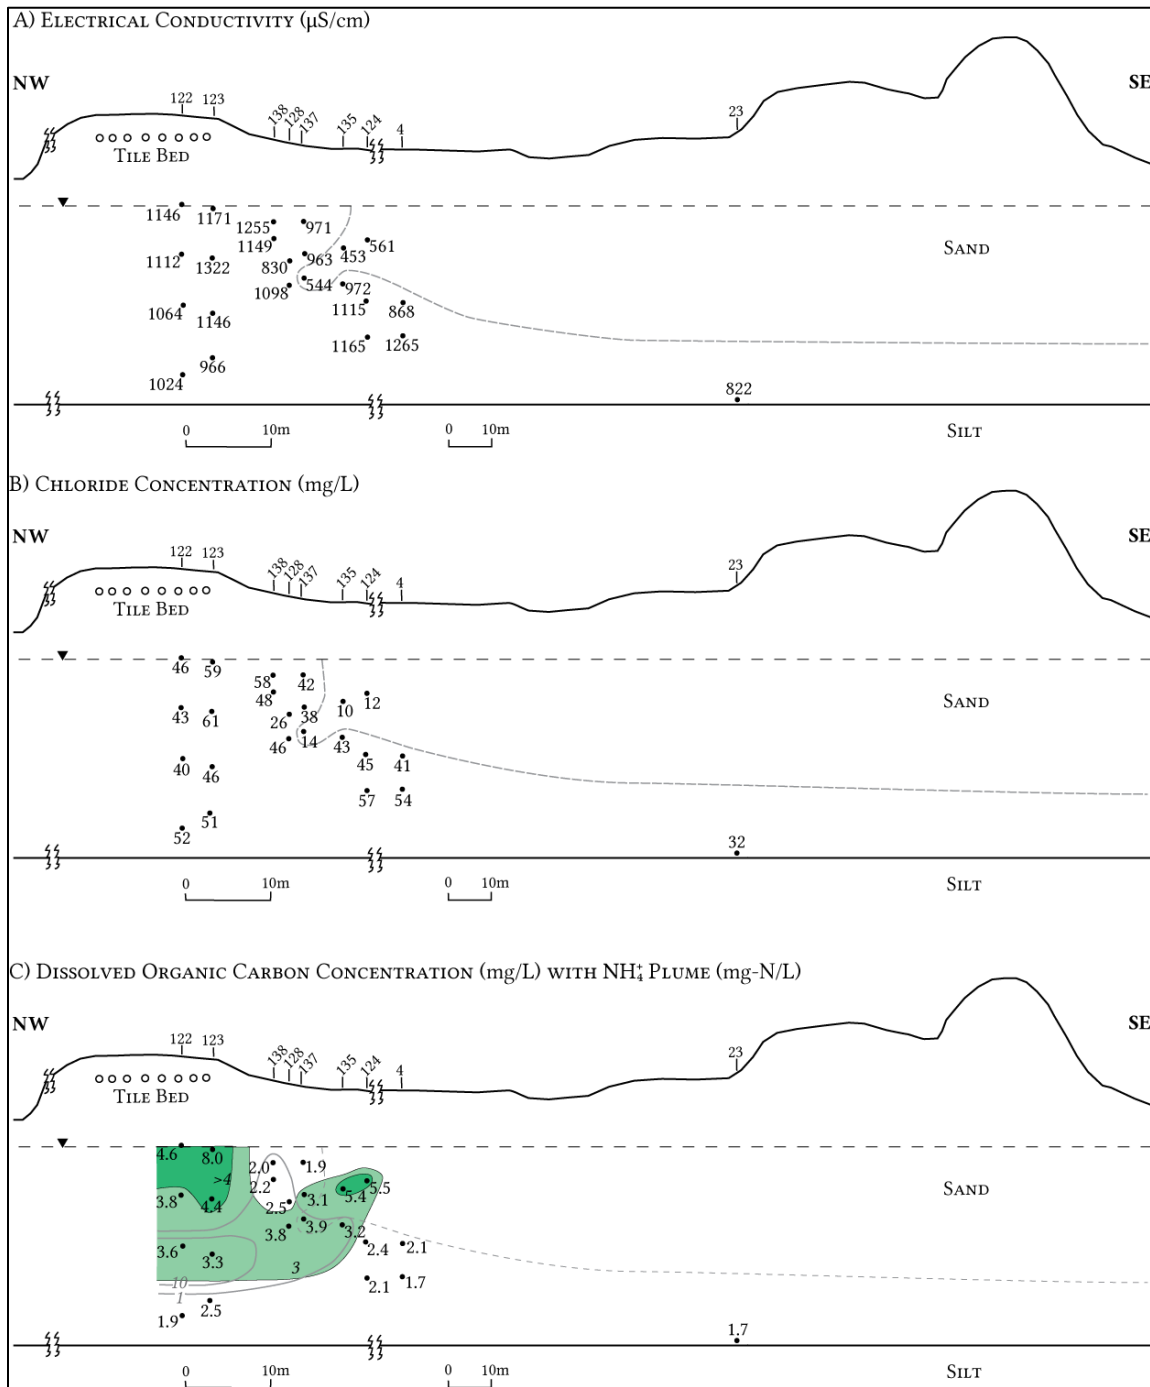 A) Electrical Conductivity (µS/cm)
NW
SE
122 123 138 128 137 135 124 4 23
Tile Bed
1146 1171 1255 971
1149 561
1112 1322 830 963 453
Sand
1098 544 972
1064 1146 1115 868
1165 1265
966
1024 822
0 10m 0 10m
Silt
B) Chloride Concentration (mg/L)
NW
SE
122 123 138 128 137 135 124 4 23
Tile Bed
46 59 58 42
48 12
43 61 26 38 10
Sand
46 14 43
40 46 45 41
57 54
51
52 32
0 10m 0 10m
Silt
C) Dissolved Organic Carbon Concentration (mg/L) with NH₄⁺ Plume (mg-N/L)
NW
SE
122 123 138 128 137 135 124 4 23
Tile Bed
4.6 8.0 2.0 1.9
>4 2.2 5.5
3.8 4.4 2.5 3.1 5.4
Sand
3.8 3.9 3.2
3.6 3.3 3 2.4 2.1
10 2.1 1.7
1
1.9 2.5 1.7
0 10m 0 10m
Silt